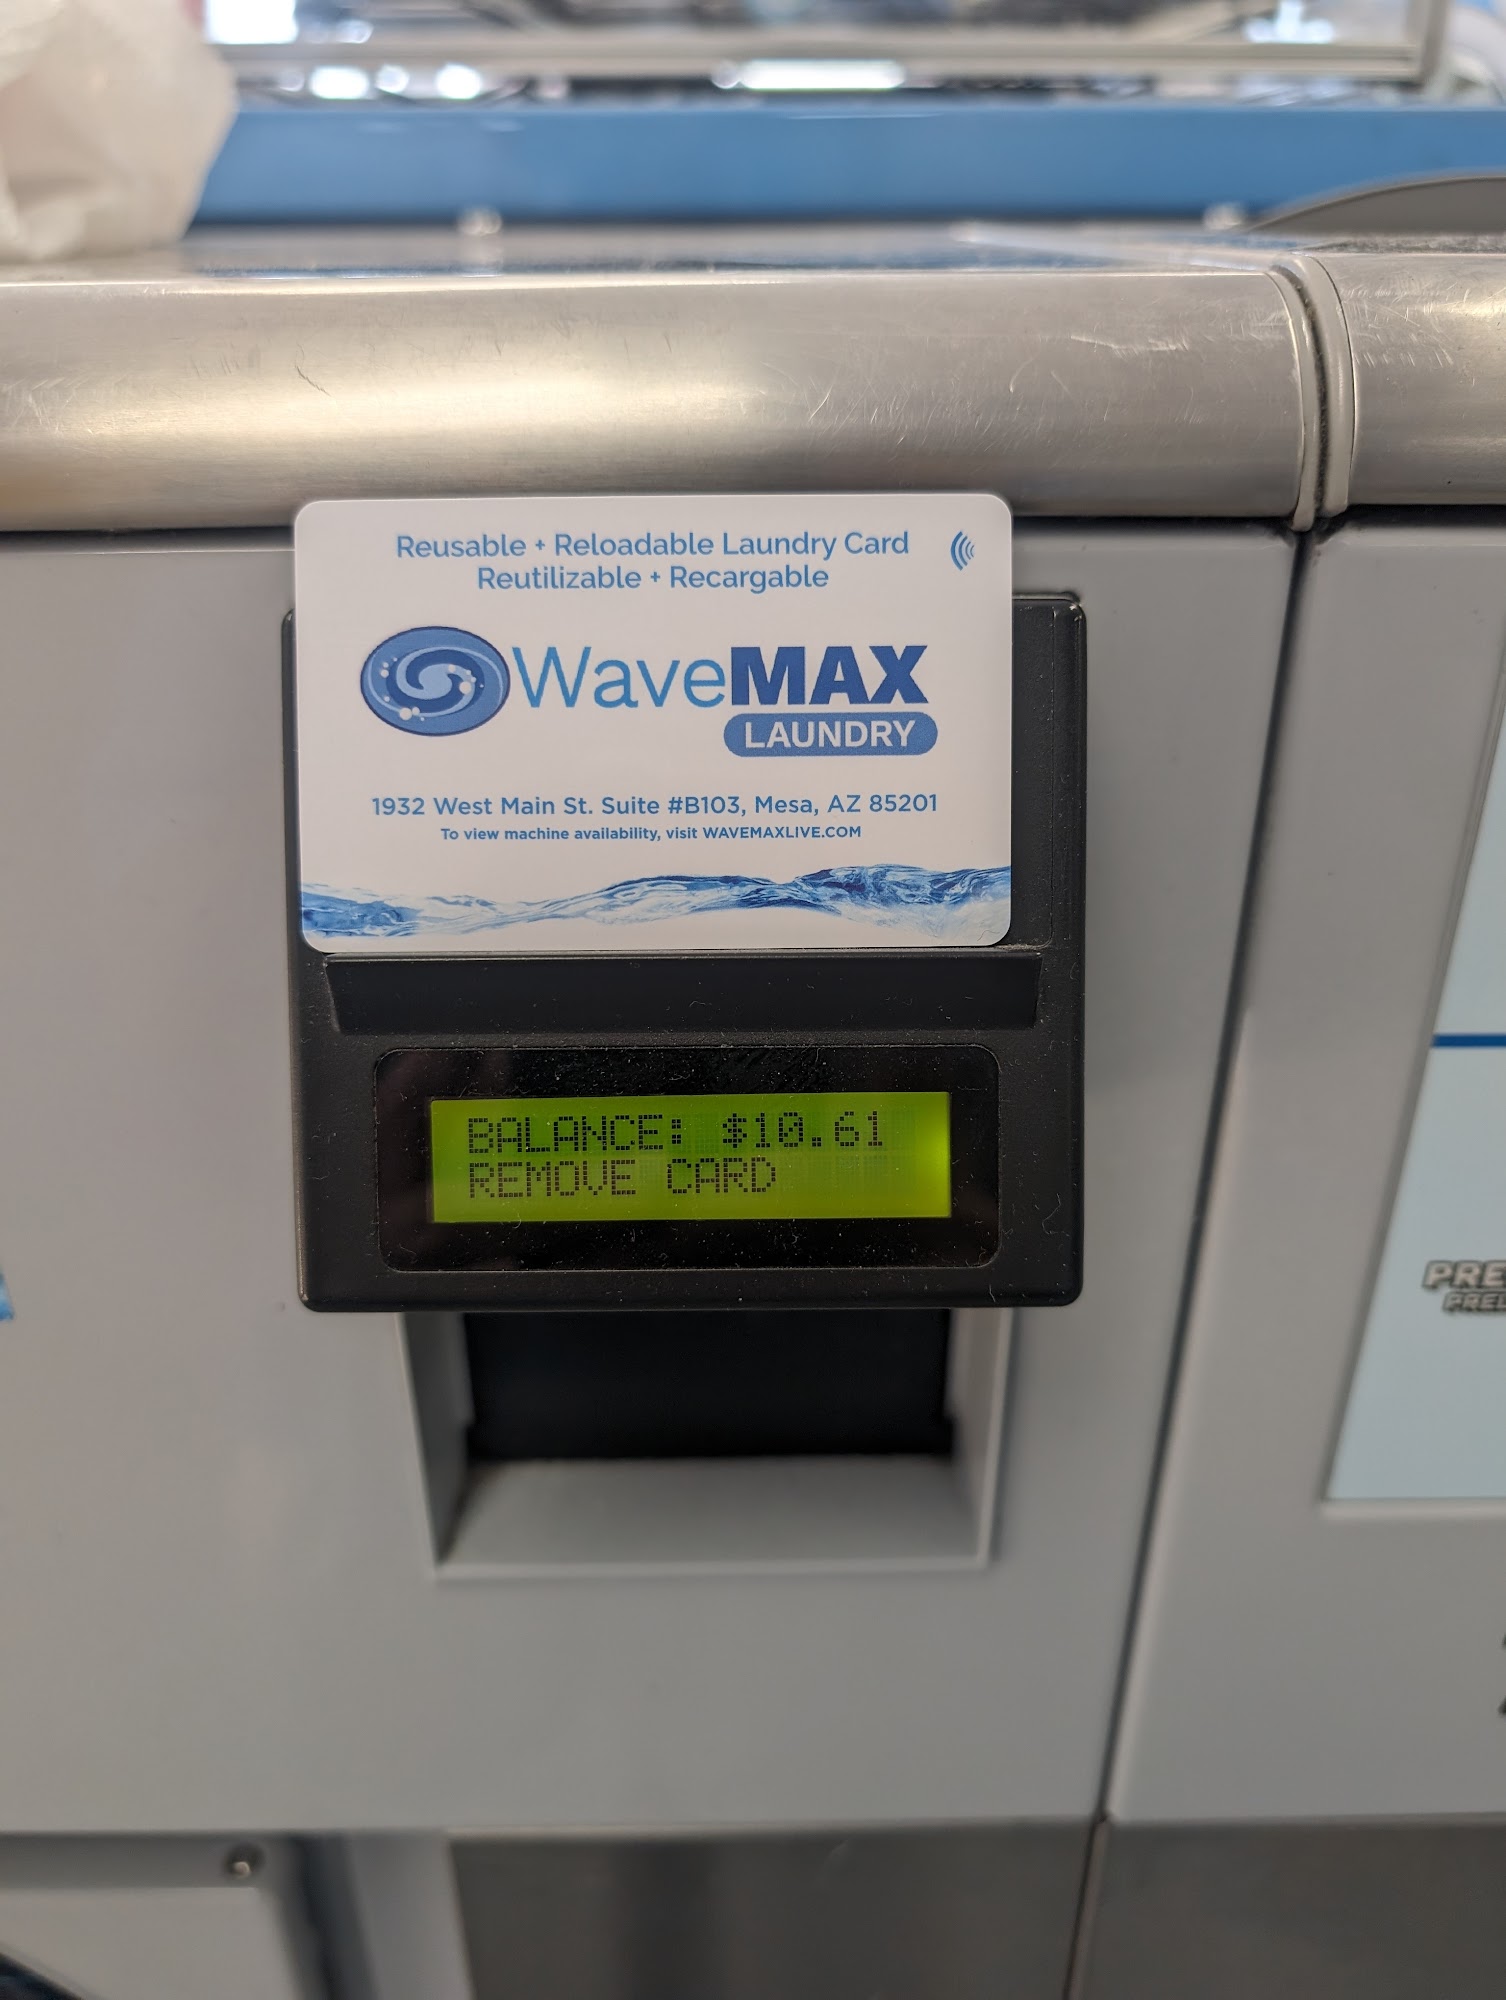 Reusable + Reloadable Laundry Card
Reutilizable + Recargable
WaveMAX
LAUNDRY
1932 West Main St. Suite #B103, Mesa, AZ 85201
To view machine availability, visit WAVEMAXLIVE.COM
BALANCE: $10.61
REMOVE CARD